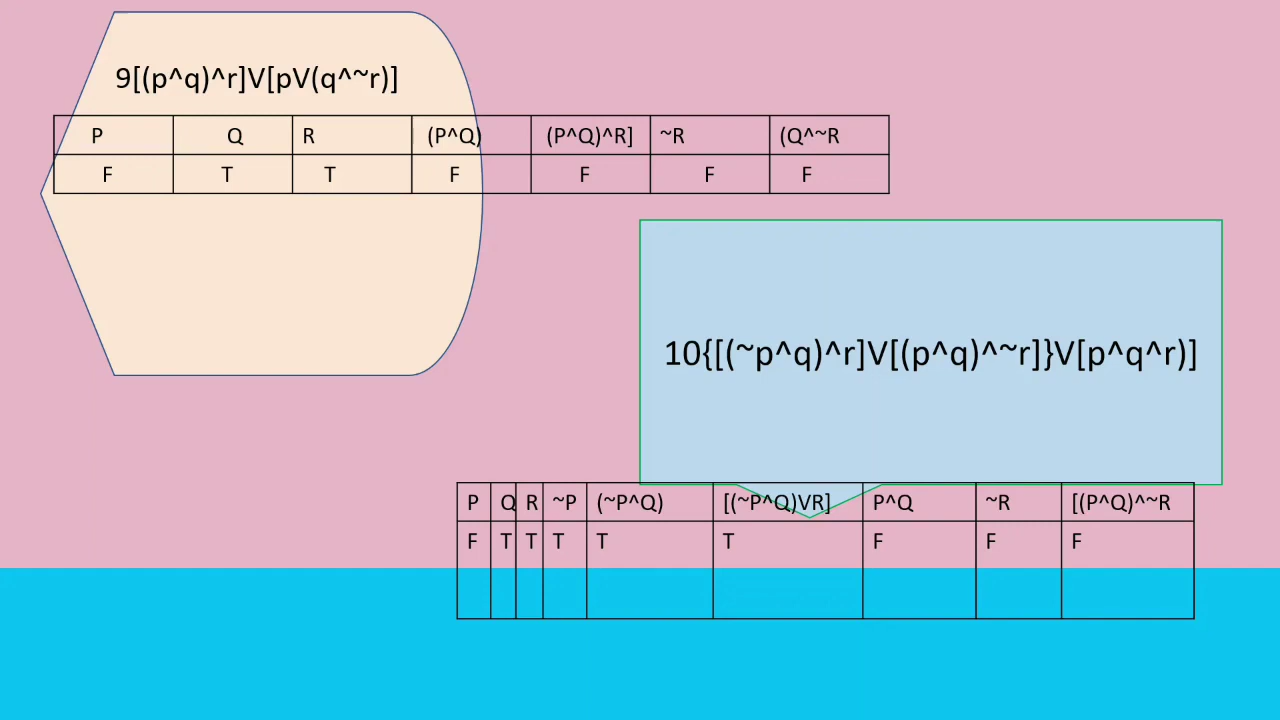 9[(p^q)^r]V[pV(q^~r)]
P Q R (P^Q) (P^Q)^R] ~R (Q^~R
F T T F F F F
10{[(~p^q)^r]V[(p^q)^~r]}V[p^q^r)]
P Q R ~P (~P^Q) [(~P^Q)VR] P^Q ~R [(P^Q)^~R
F T T T T T F F F